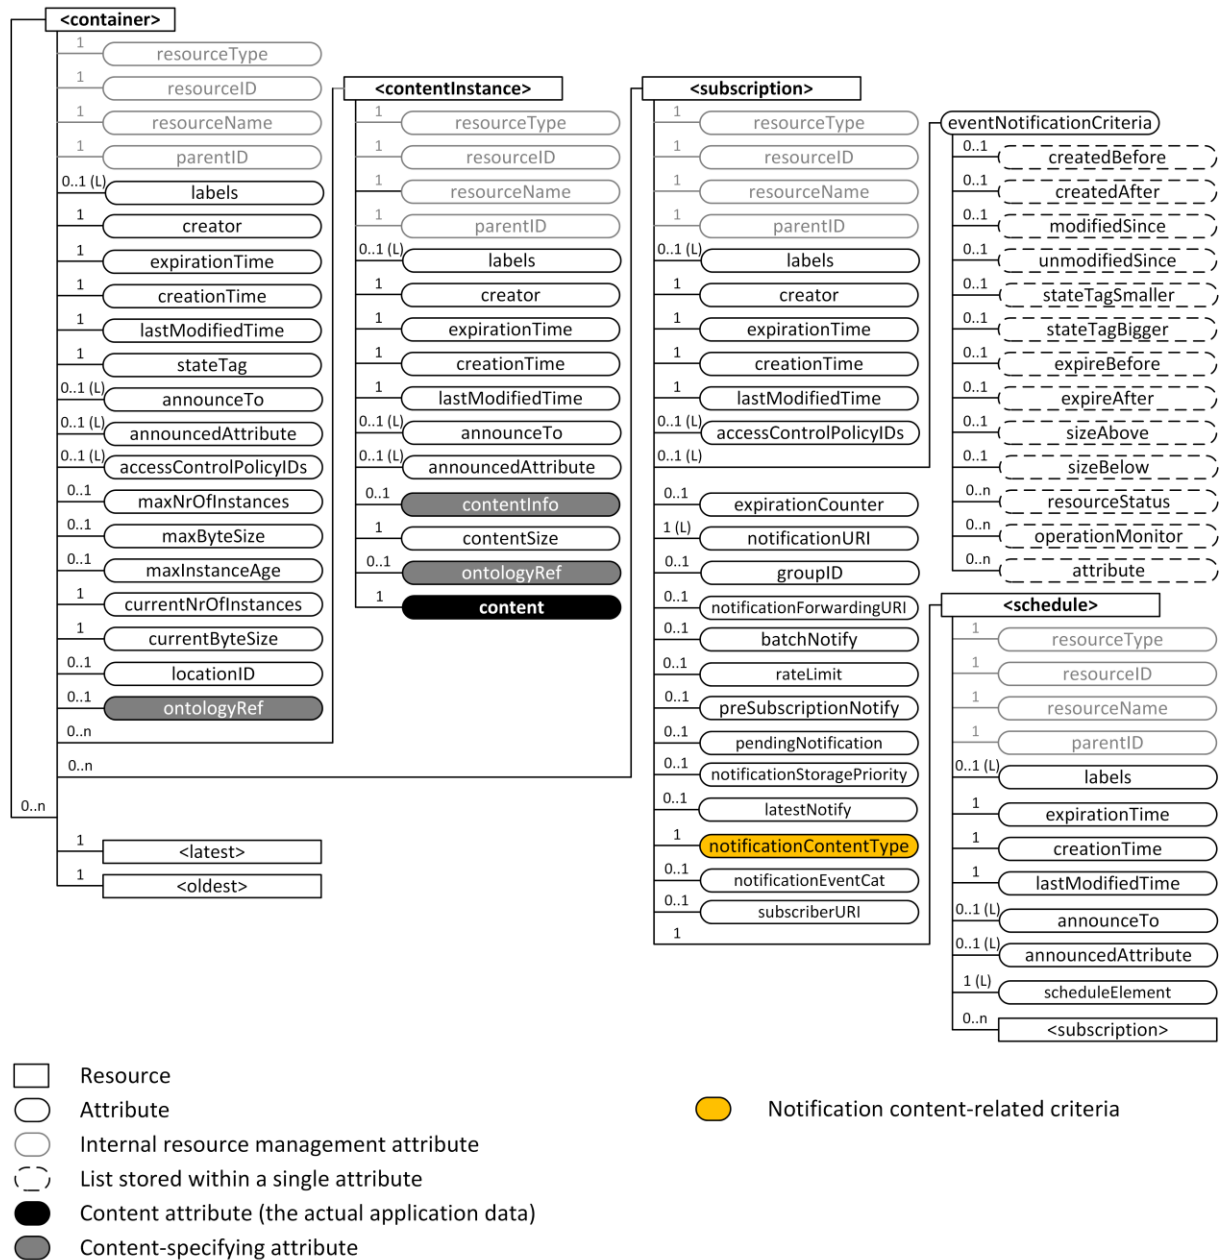 <container>
1 resourceType
1 resourceID
1 resourceName
1 parentID
0..1 (L) labels
1 creator
1 expirationTime
1 creationTime
1 lastModifiedTime
1 stateTag
0..1 (L) announceTo
0..1 (L) announcedAttribute
0..1 (L) accessControlPolicyIDs
0..1 maxNrOfInstances
0..1 maxByteSize
0..1 maxInstanceAge
1 currentNrOfInstances
1 currentByteSize
0..1 locationID
0..1 ontologyRef
0..n
0..n
0..n
1 <latest>
1 <oldest>
<contentInstance>
1 resourceType
1 resourceID
1 resourceName
1 parentID
0..1 (L) labels
1 creator
1 expirationTime
1 creationTime
1 lastModifiedTime
0..1 (L) announceTo
0..1 (L) announcedAttribute
0..1 contentInfo
1 contentSize
0..1 ontologyRef
1 content
<subscription>
1 resourceType
1 resourceID
1 resourceName
1 parentID
0..1 (L) labels
1 creator
1 expirationTime
1 creationTime
1 lastModifiedTime
0..1 (L) accessControlPolicyIDs
0..1 (L)
0..1 expirationCounter
1 (L) notificationURI
0..1 groupID
0..1 notificationForwardingURI
0..1 batchNotify
0..1 rateLimit
0..1 preSubscriptionNotify
0..1 pendingNotification
0..1 notificationStoragePriority
0..1 latestNotify
1 notificationContentType
0..1 notificationEventCat
0..1 subscriberURI
1
eventNotificationCriteria
0..1 createdBefore
0..1 createdAfter
0..1 modifiedSince
0..1 unmodifiedSince
0..1 stateTagSmaller
0..1 stateTagBigger
0..1 expireBefore
0..1 expireAfter
0..1 sizeAbove
0..1 sizeBelow
0..n resourceStatus
0..n operationMonitor
0..n attribute
<schedule>
1 resourceType
1 resourceID
1 resourceName
1 parentID
0..1 (L) labels
1 expirationTime
1 creationTime
1 lastModifiedTime
0..1 (L) announceTo
0..1 (L) announcedAttribute
1 (L) scheduleElement
0..n <subscription>
Resource
Attribute
Internal resource management attribute
List stored within a single attribute
Content attribute (the actual application data)
Content-specifying attribute
Notification content-related criteria